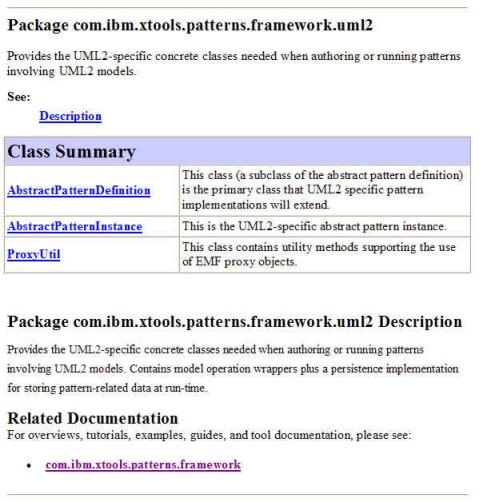 Package com.ibm.xtools.patterns.framework.uml2
Provides the UML2-specific concrete classes needed when authoring or running patterns
involving UML2 models.
See:
Description
Class Summary
AbstractPatternDefinition
This class (a subclass of the abstract pattern definition)
is the primary class that UML2 specific pattern
implementations will extend.
AbstractPatternInstance
This is the UML2-specific abstract pattern instance.
ProxyUtil
This class contains utility methods supporting the use
of EMF proxy objects.
Package com.ibm.xtools.patterns.framework.uml2 Description
Provides the UML2-specific concrete classes needed when authoring or running patterns
involving UML2 models. Contains model operation wrappers plus a persistence implementation
for storing pattern-related data at run-time.
Related Documentation
For overviews, tutorials, examples, guides, and tool documentation, please see:
• com.ibm.xtools.patterns.framework